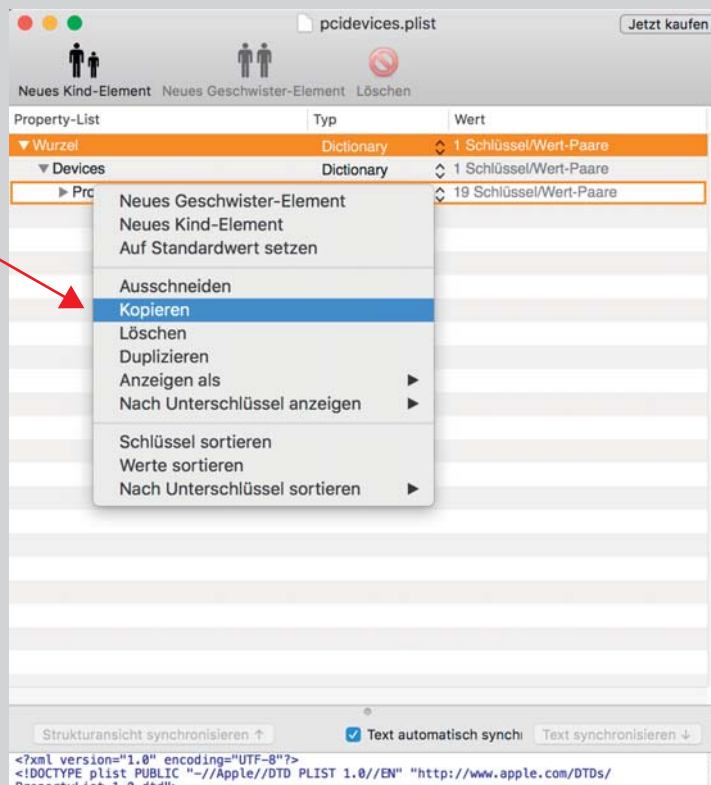 pcidevices.plist
Jetzt kaufen
Neues Kind-Element Neues Geschwister-Element Löschen
Property-List Typ Wert
Wurzel Dictionary 1 Schlüssel/Wert-Paare
Devices Dictionary 1 Schlüssel/Wert-Paare
Pro 19 Schlüssel/Wert-Paare
Neues Geschwister-Element
Neues Kind-Element
Auf Standardwert setzen
Ausschneiden
Kopieren
Löschen
Duplizieren
Anzeigen als
Nach Unterschlüssel anzeigen
Schlüssel sortieren
Werte sortieren
Nach Unterschlüssel sortieren
Strukturansicht synchronisieren ↑ Text automatisch synchı Text synchronisieren ↓
<?xml version="1.0" encoding="UTF-8"?>
<!DOCTYPE plist PUBLIC "-//Apple//DTD PLIST 1.0//EN" "http://www.apple.com/DTDs/